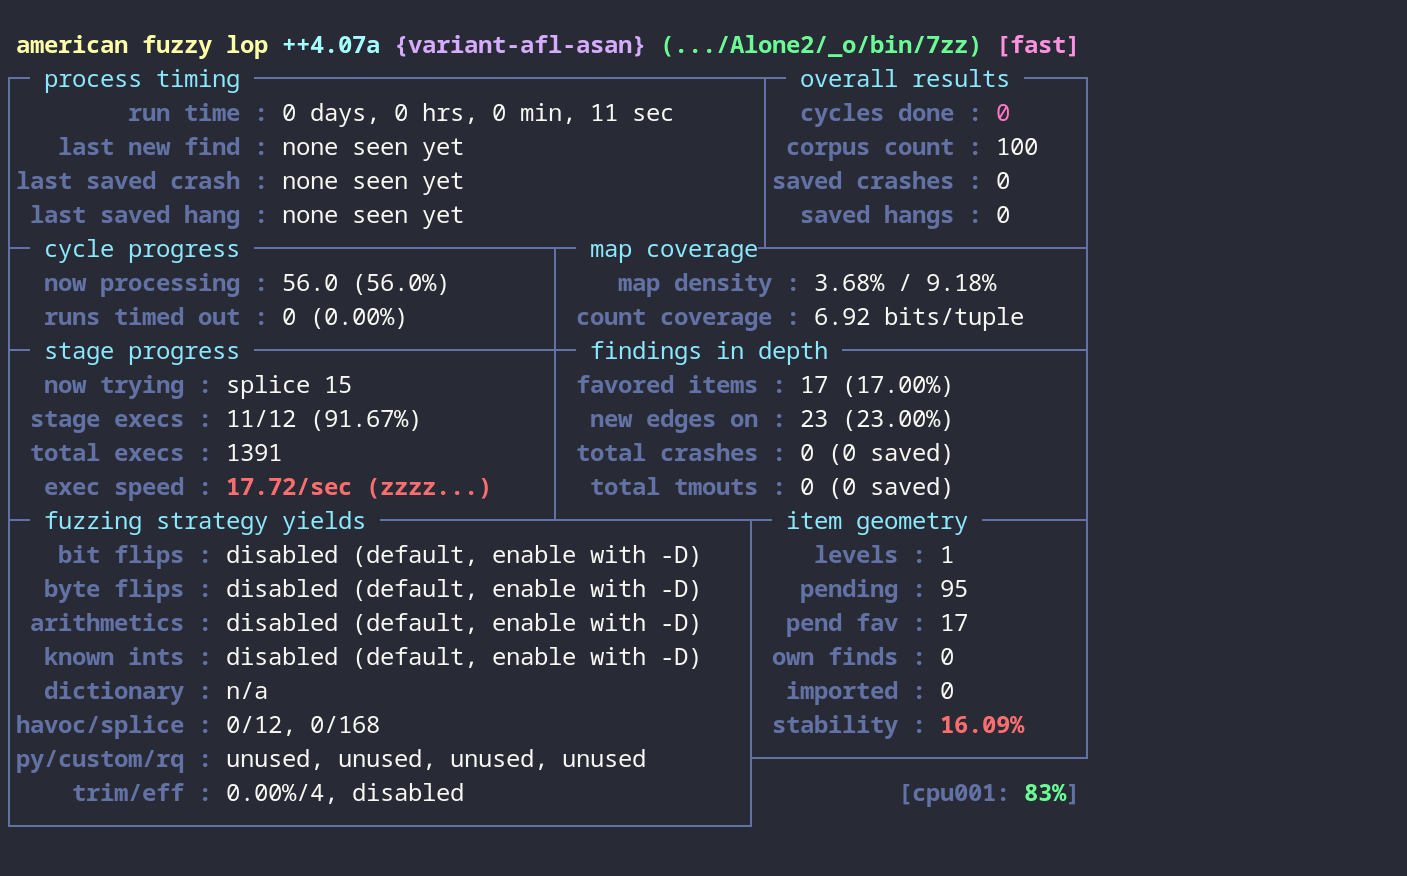 american fuzzy lop ++4.07a {variant-afl-asan} (.../Alone2/_o/bin/7zz) [fast]
process timing overall results
run time : 0 days, 0 hrs, 0 min, 11 sec cycles done : 0
last new find : none seen yet corpus count : 100
last saved crash : none seen yet saved crashes : 0
last saved hang : none seen yet saved hangs : 0
cycle progress map coverage
now processing : 56.0 (56.0%) map density : 3.68% / 9.18%
runs timed out : 0 (0.00%) count coverage : 6.92 bits/tuple
stage progress findings in depth
now trying : splice 15 favored items : 17 (17.00%)
stage execs : 11/12 (91.67%) new edges on : 23 (23.00%)
total execs : 1391 total crashes : 0 (0 saved)
exec speed : 17.72/sec (zzzz...) total tmouts : 0 (0 saved)
fuzzing strategy yields item geometry
bit flips : disabled (default, enable with -D) levels : 1
byte flips : disabled (default, enable with -D) pending : 95
arithmetics : disabled (default, enable with -D) pend fav : 17
known ints : disabled (default, enable with -D) own finds : 0
dictionary : n/a imported : 0
havoc/splice : 0/12, 0/168 stability : 16.09%
py/custom/rq : unused, unused, unused, unused
trim/eff : 0.00%/4, disabled [cpu001: 83%]